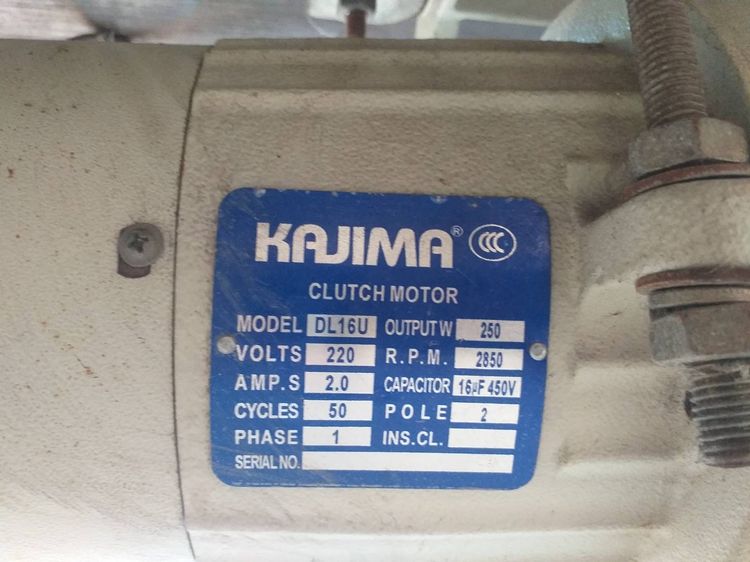 KAJIMA® CCC
CLUTCH MOTOR
MODEL DL16U OUTPUT W 250
VOLTS 220 R.P.M. 2850
AMP.S 2.0 CAPACITOR 16µF 450V
CYCLES 50 POLE 2
PHASE 1 INS.CL.
SERIAL NO.